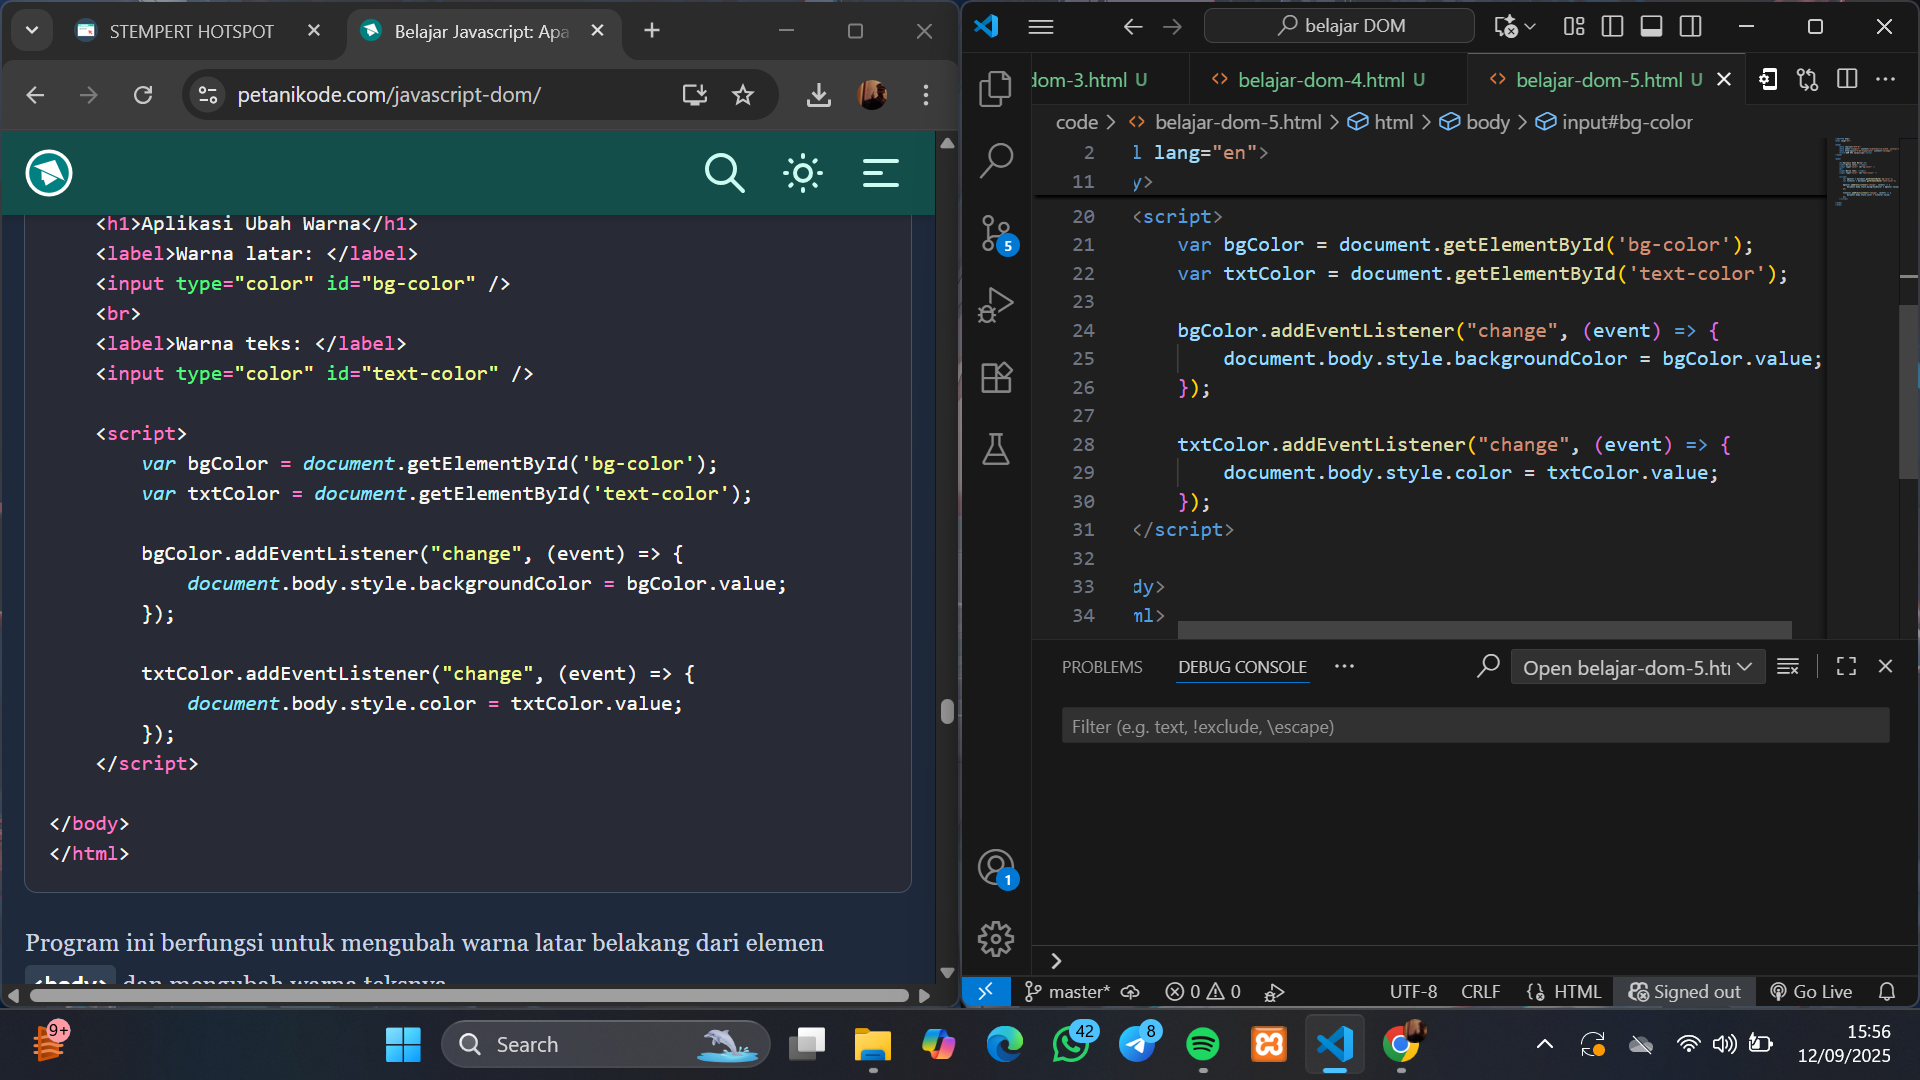 STEMPERT HOTSPOT
Belajar Javascript: Apa
petanikode.com/javascript-dom/
<h1>Aplikasi Ubah Warna</h1>
<label>Warna latar: </label>
<input type="color" id="bg-color" />
<br>
<label>Warna teks: </label>
<input type="color" id="text-color" />
<script>
var bgColor = document.getElementById('bg-color');
var txtColor = document.getElementById('text-color');
bgColor.addEventListener("change", (event) => {
document.body.style.backgroundColor = bgColor.value;
});
txtColor.addEventListener("change", (event) => {
document.body.style.color = txtColor.value;
});
</script>
</body>
</html>
Program ini berfungsi untuk mengubah warna latar belakang dari elemen
<body> dan mengubah warna teksnya
belajar DOM
dom-3.html U
belajar-dom-4.html U
belajar-dom-5.html U
code > belajar-dom-5.html > html > body > input#bg-color
2 l lang="en">
11 y>
20 <script>
21 var bgColor = document.getElementById('bg-color');
22 var txtColor = document.getElementById('text-color');
23
24 bgColor.addEventListener("change", (event) => {
25 document.body.style.backgroundColor = bgColor.value;
26 });
27
28 txtColor.addEventListener("change", (event) => {
29 document.body.style.color = txtColor.value;
30 });
31 </script>
32
33 dy>
34 ml>
PROBLEMS DEBUG CONSOLE ··· Open belajar-dom-5.htr
Filter (e.g. text, !exclude, \escape)
5
1
>
master* 0 0 UTF-8 CRLF {} HTML Signed out Go Live
9+
Search
42
8
15:56
12/09/2025